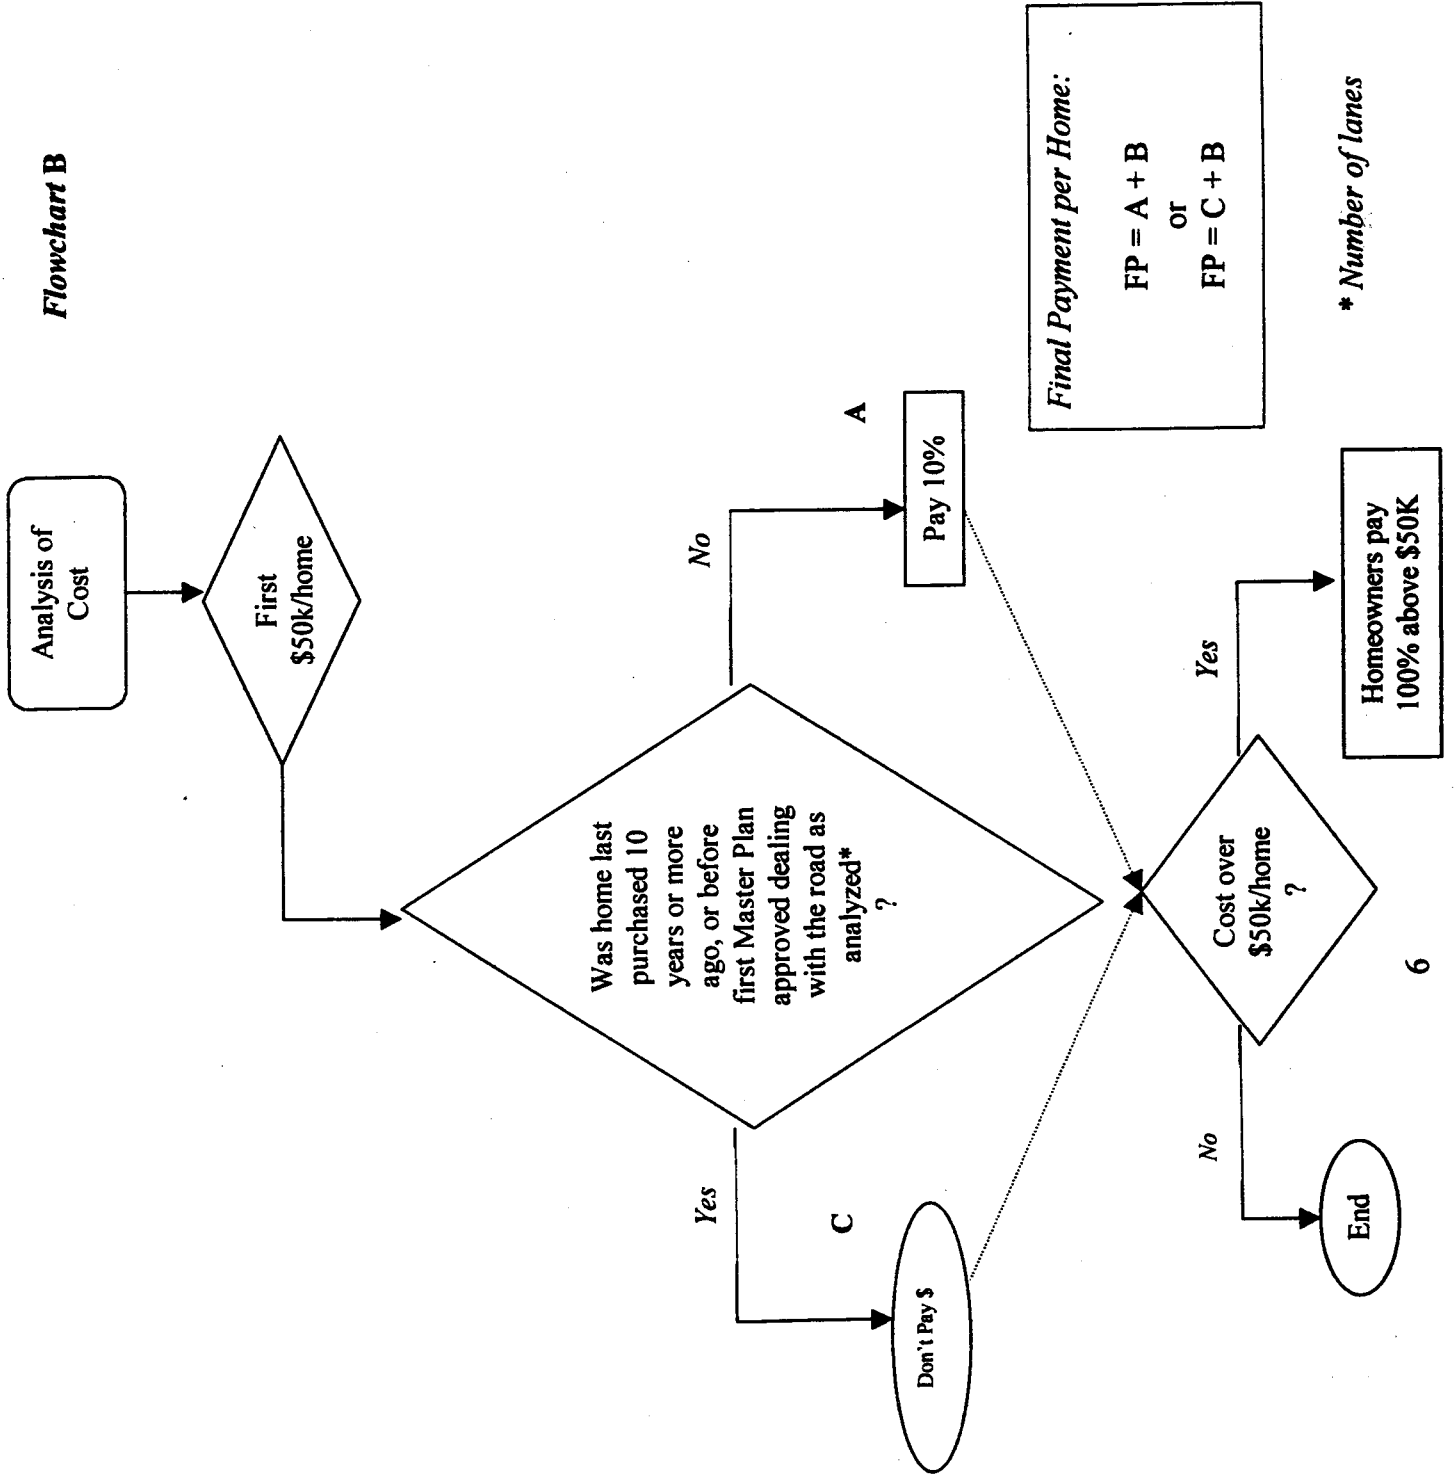 Flowchart B
Analysis of
Cost
First
$50k/home
Was home last
purchased 10
years or more
ago, or before
first Master Plan
approved dealing
with the road as
analyzed*
?
Yes
No
C
A
Don't Pay $
Pay 10%
Cost over
$50k/home
?
No
Yes
End
Homeowners pay
100% above $50K
Final Payment per Home:
FP = A + B
or
FP = C + B
* Number of lanes
6